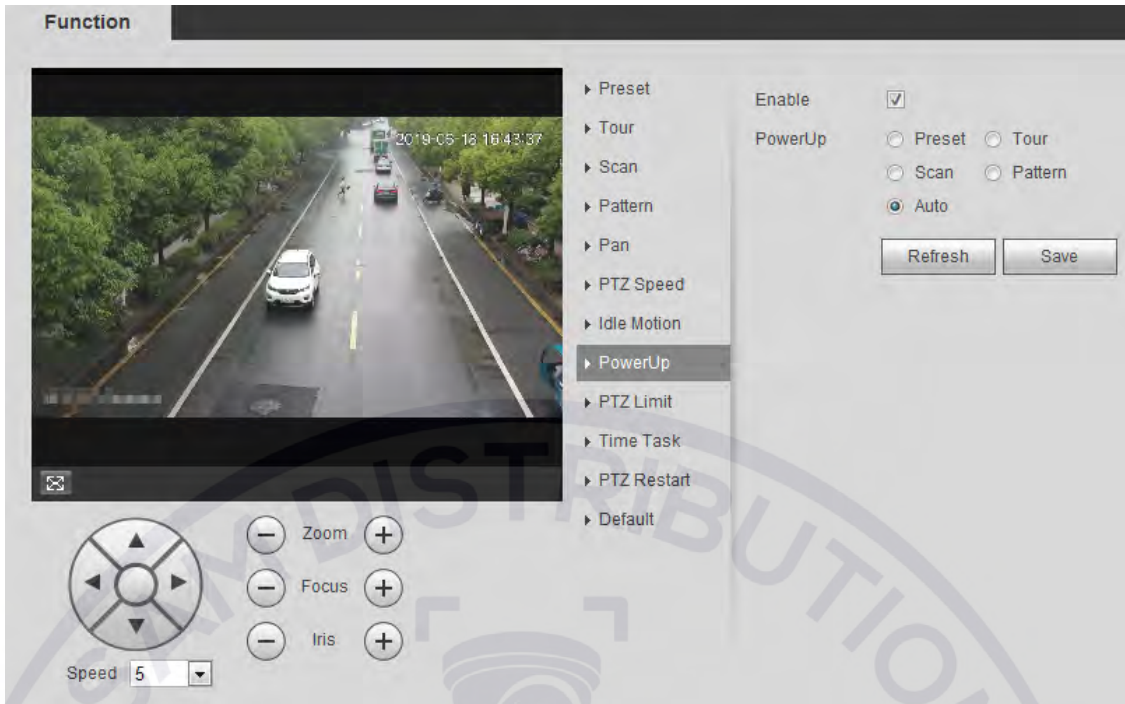 Function
2019-05-18 16:43:37
Preset
Tour
Scan
Pattern
Pan
PTZ Speed
Idle Motion
PowerUp
PTZ Limit
Time Task
PTZ Restart
Default
Enable
PowerUp
Preset Tour
Scan Pattern
Auto
Refresh Save
Zoom
Focus
Iris
Speed 5
SAM DISTRIBUTION